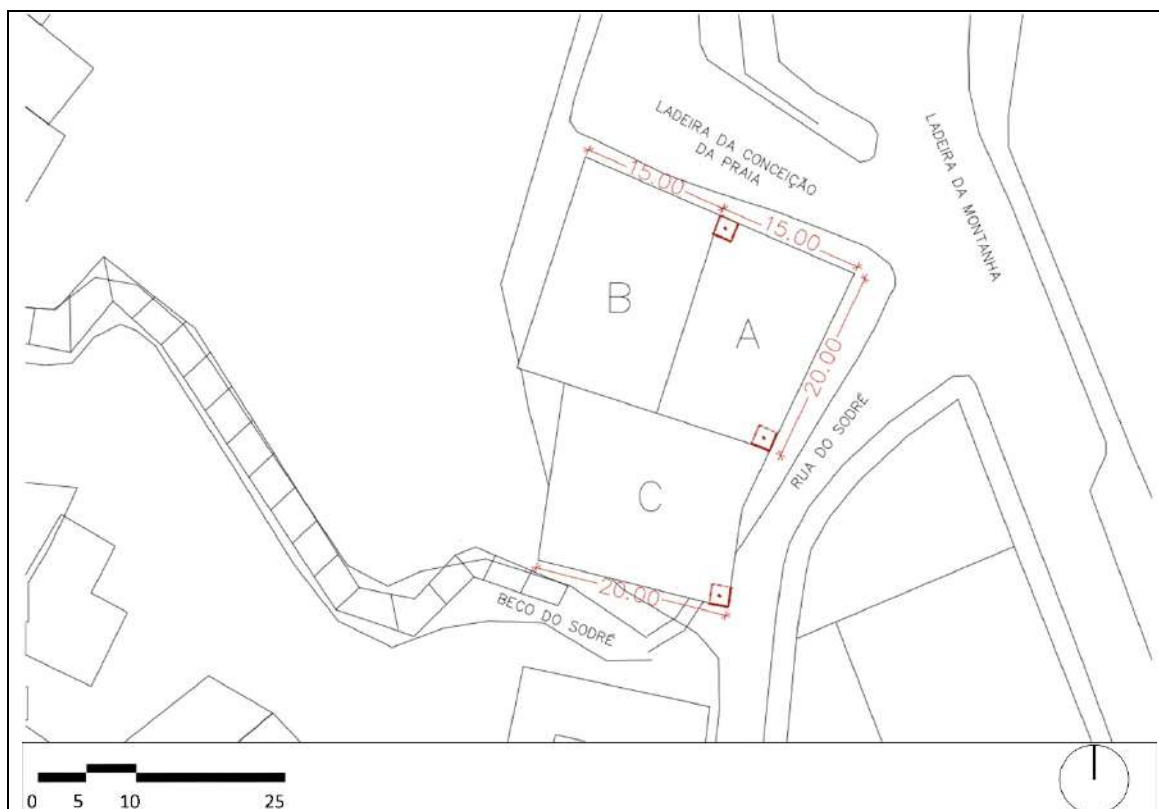 LADEIRA DA CONCEIÇÃO
DA PRAIA
LADEIRA DA MONTANHA
15.00
15.00
B
A
20.00
RUA DO SODRÉ
C
20.00
BECO DO SODRÉ
0 5 10 25